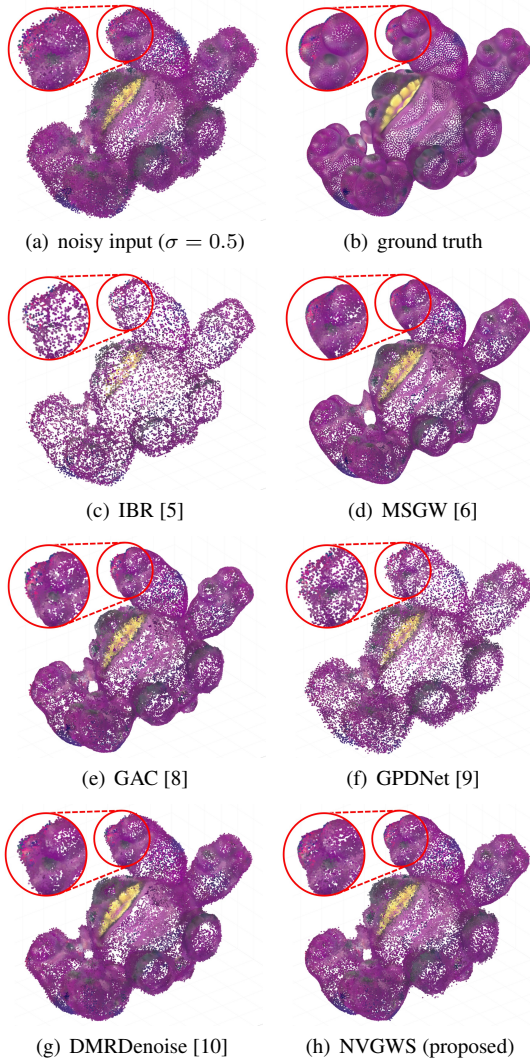 (a) noisy input (σ = 0.5)
(b) ground truth
(c) IBR [5]
(d) MSGW [6]
(e) GAC [8]
(f) GPDNet [9]
(g) DMRDenoise [10]
(h) NVGWS (proposed)